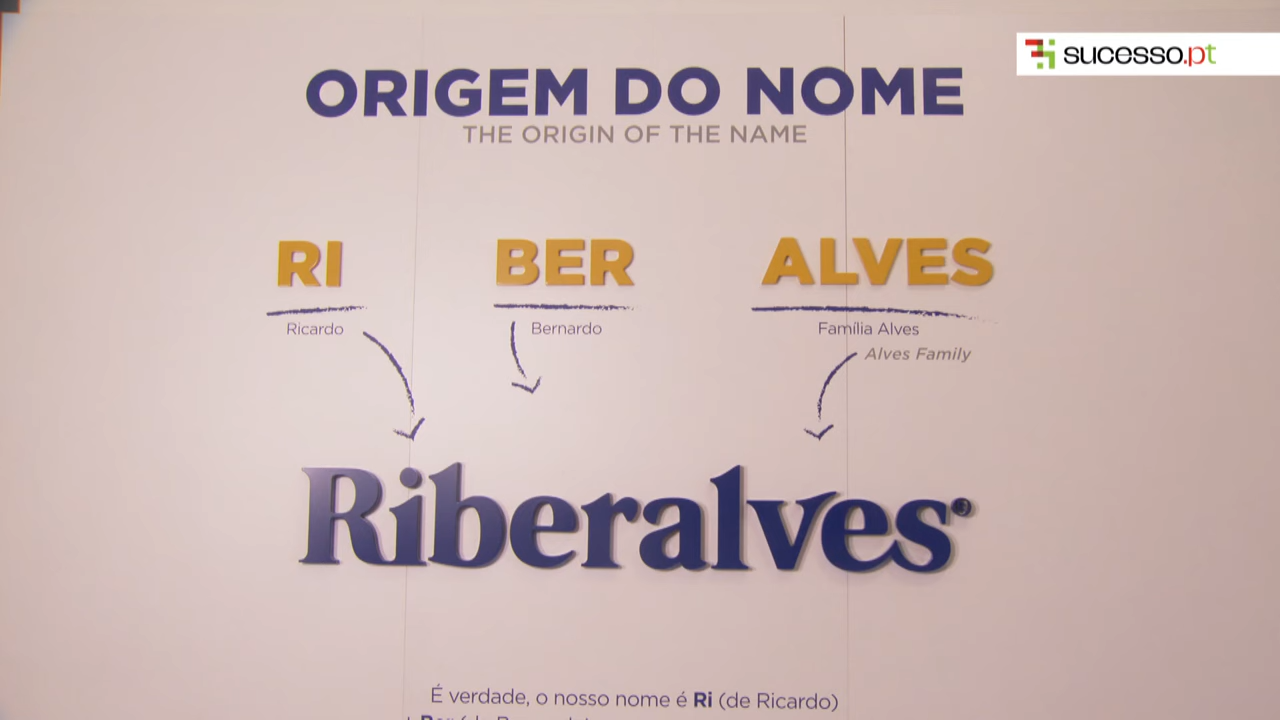 sucesso.pt
ORIGEM DO NOME
THE ORIGIN OF THE NAME
RI BER ALVES
Ricardo Bernardo Família Alves
Alves Family
Riberalves®
É verdade, o nosso nome é Ri (de Ricardo)